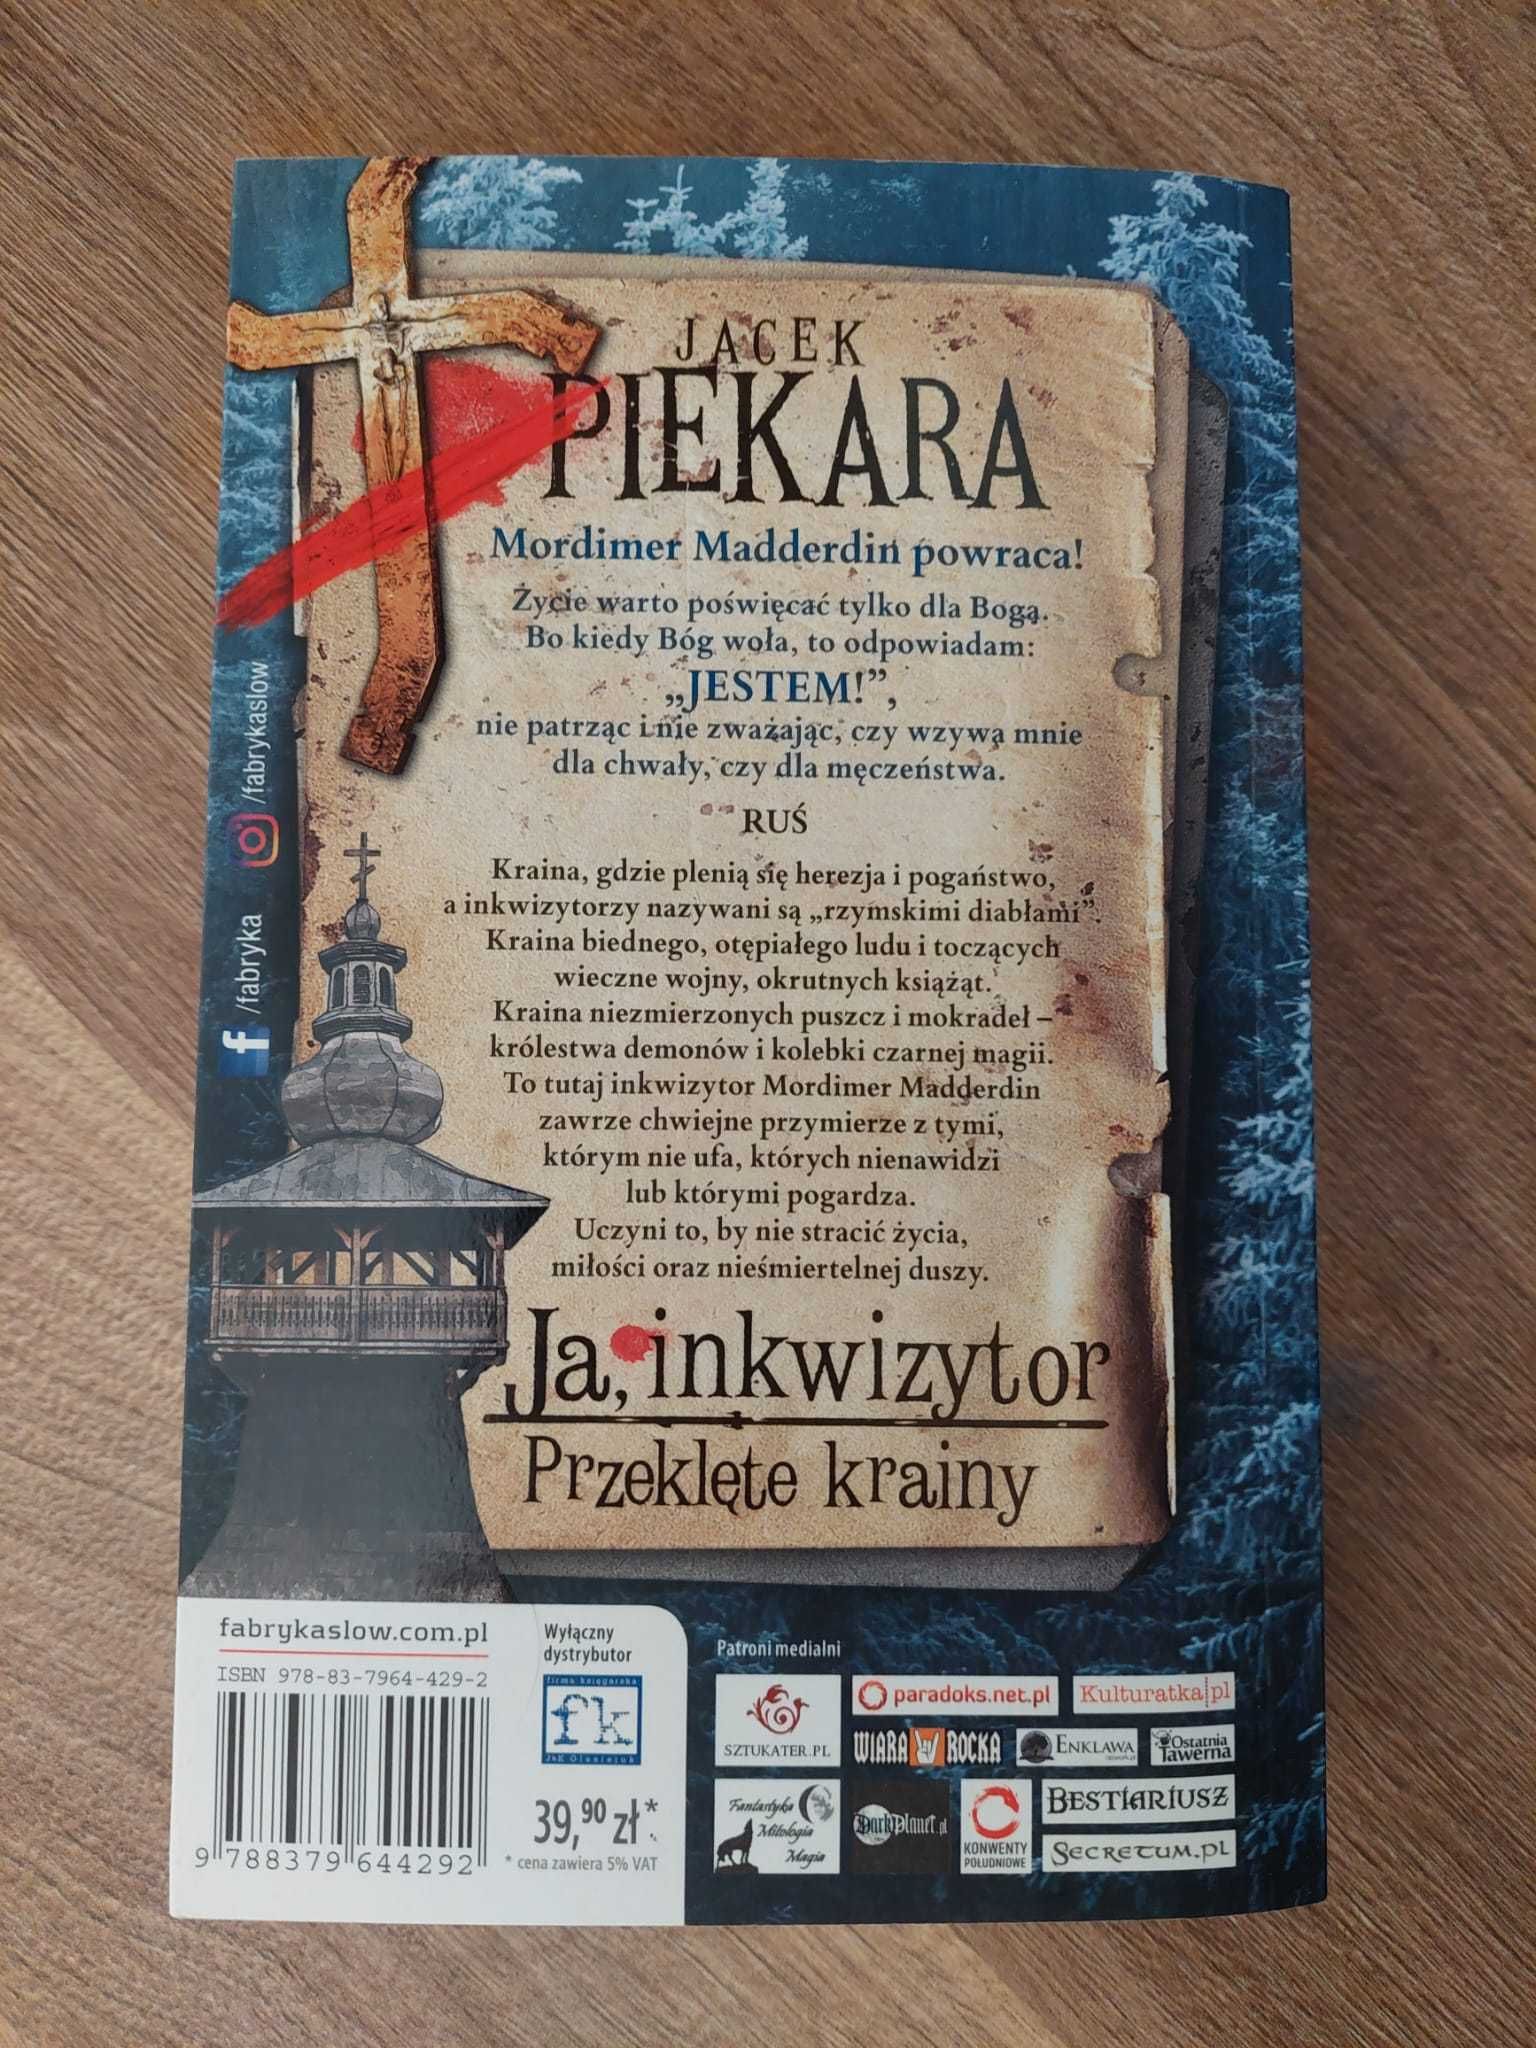 JACEK
PIEKARA
Mordimer Madderdin powraca!
Życie warto poświęcać tylko dla Boga.
Bo kiedy Bóg woła, to odpowiadam:
„JESTEM!”,
nie patrząc i nie zważając, czy wzywa mnie
dla chwały, czy dla męczeństwa.
RUŚ
Kraina, gdzie plenią się herezja i pogaństwo,
a inkwizytorzy nazywani są „rzymskimi diabłami”.
Kraina biednego, otępiałego ludu i toczących
wieczne wojny, okrutnych książąt.
Kraina niezmierzonych puszcz i mokradeł –
królestwa demonów i kolebki czarnej magii.
To tutaj inkwizytor Mordimer Madderdin
zawrze chwiejne przymierze z tymi,
którym nie ufa, których nienawidzi
lub którymi pogardza.
Uczyni to, by nie stracić życia,
miłości oraz nieśmiertelnej duszy.
Ja, inkwizytor
Przeklęte krainy
/fabryka
/fabrykaslow
fabrykaslow.com.pl
ISBN 978-83-7964-429-2
9 788379 644292
Wyłączny
dystrybutor
firma księgarska
fk
J&K Olesiejuk
39,90 zł*
* cena zawiera 5% VAT
Patroni medialni
SZTUKATER.PL
paradoks.net.pl
Kulturatka.pl
WIARA ROCKA
ENKLAWA
Ostatnia
Tawerna
Fantastyka
Mitologia
Magia
DarkPlanet.pl
KONWENTY
POŁUDNIOWE
BESTIARIUSZ
SECRETUM.PL